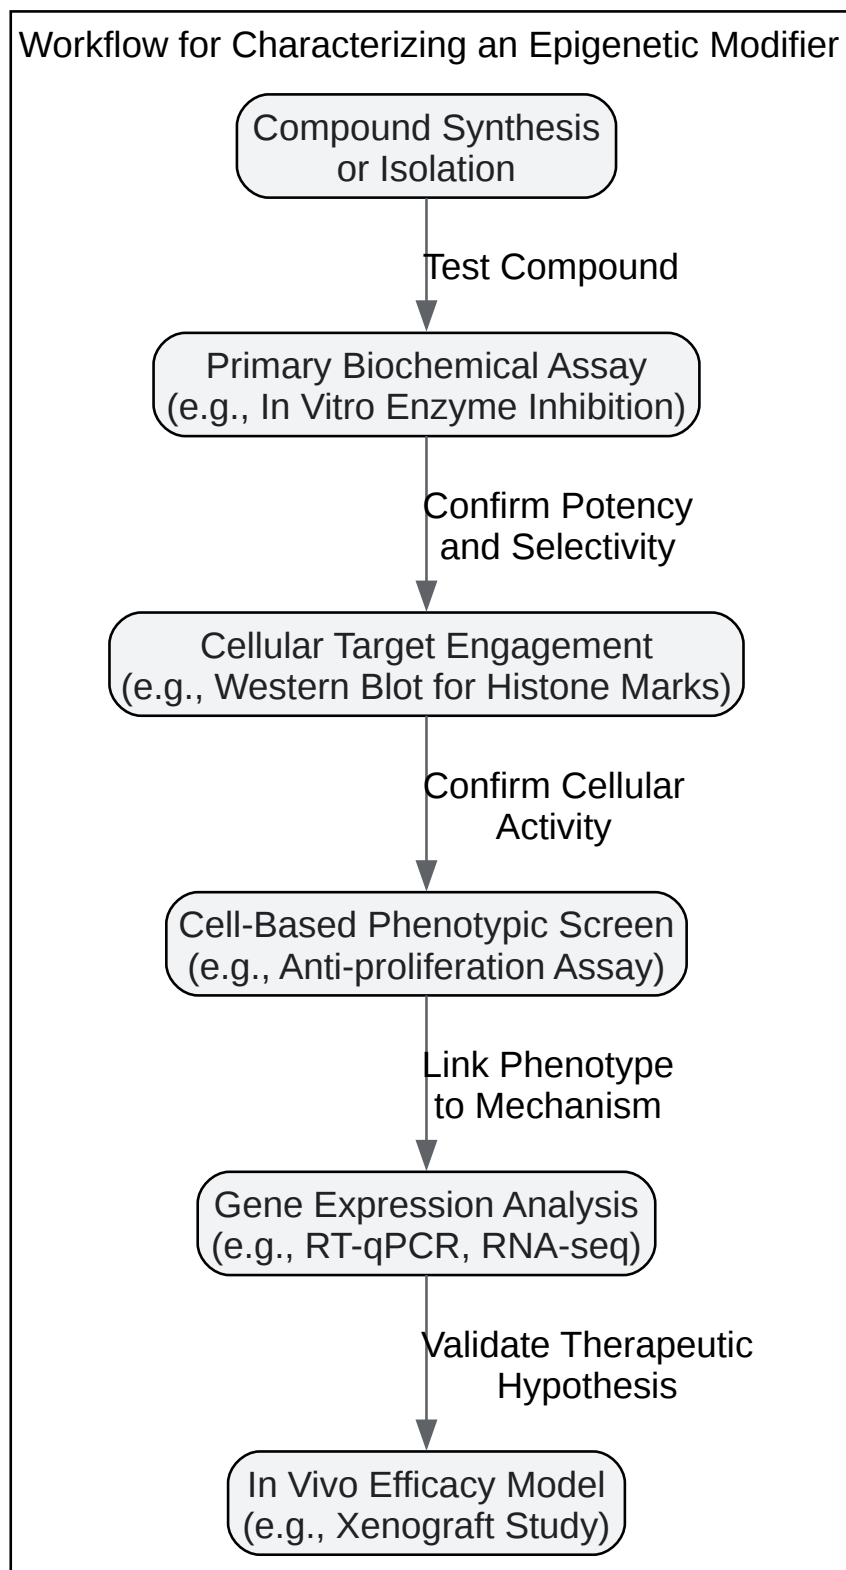 Workflow for Characterizing an Epigenetic Modifier
Compound Synthesis
or Isolation
Test Compound
Primary Biochemical Assay
(e.g., In Vitro Enzyme Inhibition)
Confirm Potency
and Selectivity
Cellular Target Engagement
(e.g., Western Blot for Histone Marks)
Confirm Cellular
Activity
Cell-Based Phenotypic Screen
(e.g., Anti-proliferation Assay)
Link Phenotype
to Mechanism
Gene Expression Analysis
(e.g., RT-qPCR, RNA-seq)
Validate Therapeutic
Hypothesis
In Vivo Efficacy Model
(e.g., Xenograft Study)